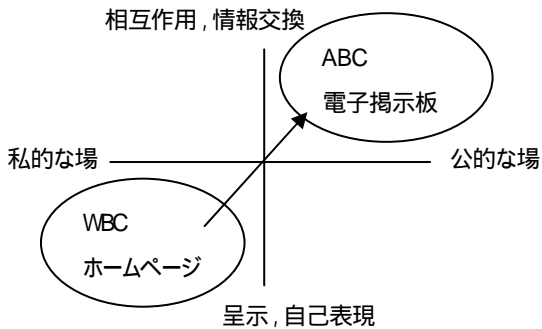 相互作用,情報交換
ABC
電子掲示板
私的な場
公的な場
WBC
ホームページ
呈示,自己表現